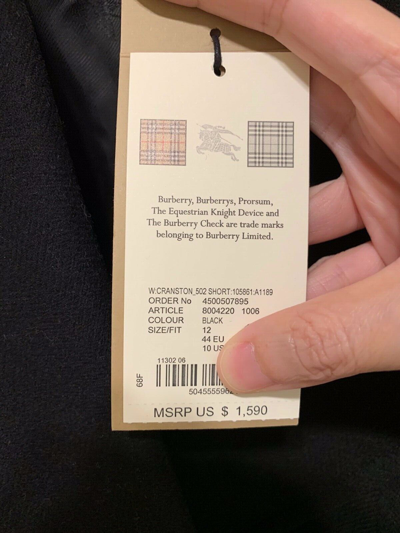 Burberry, Burberrys, Prorsum,
The Equestrian Knight Device and
The Burberry Check are trade marks
belonging to Burberry Limited.
W:CRANSTON_502 SHORT:105861:A1189
ORDER No 4500507895
ARTICLE 8004220 1006
COLOUR BLACK
SIZE/FIT 12
44 EU
10 US
11302 06
68F
MSRP US $ 1,590